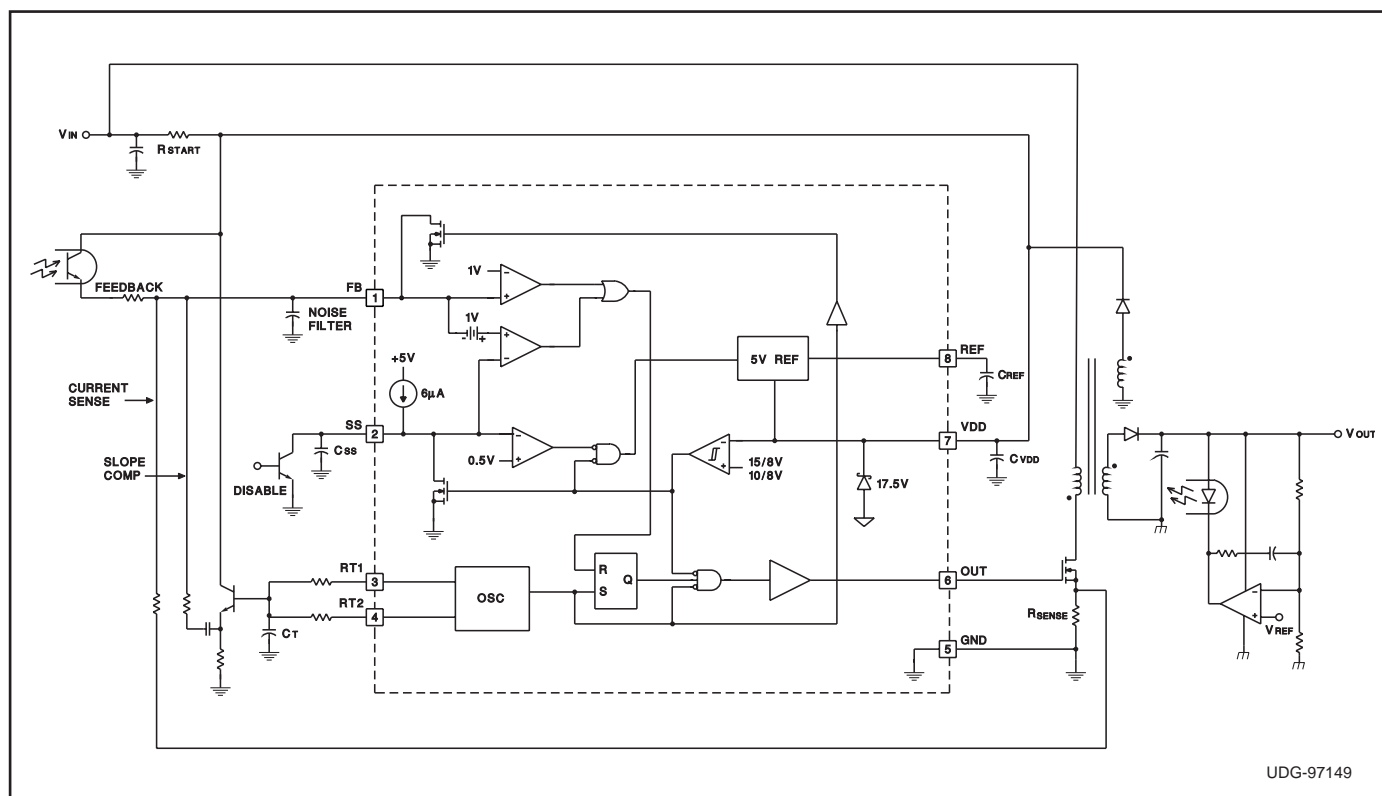 VIN
RSTART
FEEDBACK
FB
1
NOISE
FILTER
1V
−
+
1V
-
+
+
−
5V REF
8
REF
CREF
+5V
6µA
CURRENT
SENSE
SS
2
CSS
−
0.5V
+
DISABLE
SLOPE
COMP
−
+
15/8V
10/8V
VDD
7
CVDD
17.5V
VOUT
RT1
3
RT2
4
CT
OSC
R
S
Q
OUT
6
RSENSE
GND
5
−
+
VREF
UDG-97149